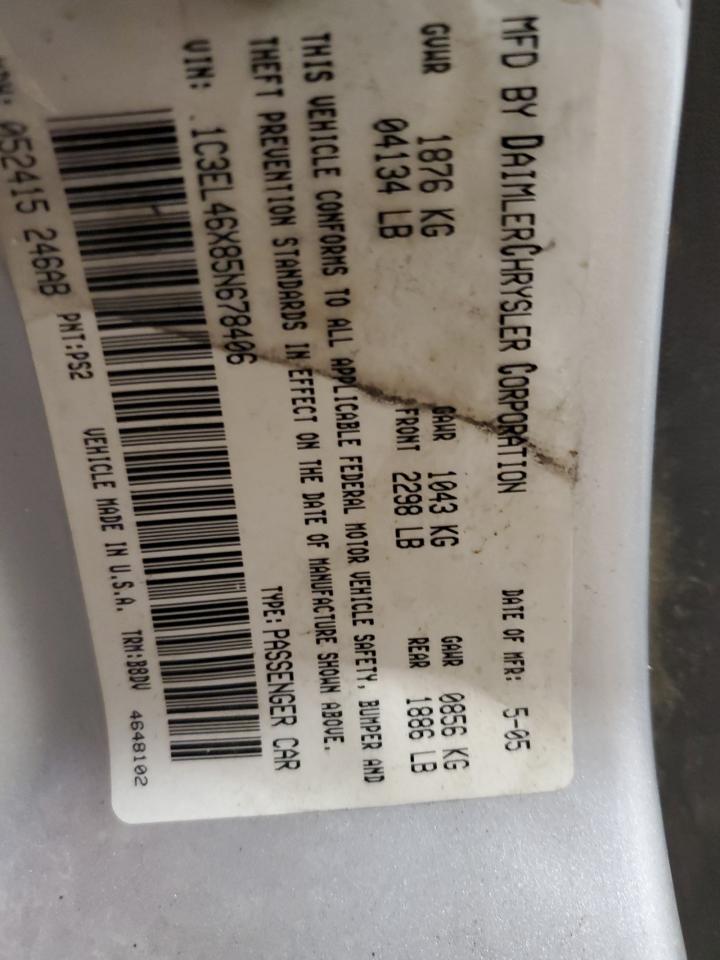 MFD BY DAIMLERCHRYSLER CORPORATION DATE OF MFR: 5-05
GVWR 1876 KG GAWR 1043 KG GAWR 0856 KG
04134 LB FRONT 2298 LB REAR 1886 LB
THIS VEHICLE CONFORMS TO ALL APPLICABLE FEDERAL MOTOR VEHICLE SAFETY, BUMPER AND
THEFT PREVENTION STANDARDS IN EFFECT ON THE DATE OF MANUFACTURE SHOWN ABOVE.
VIN: 1C3EL46X85N678406 TYPE: PASSENGER CAR
052415 246AB PNT:PS2 VEHICLE MADE IN U.S.A. TRM:B8DV 4648102